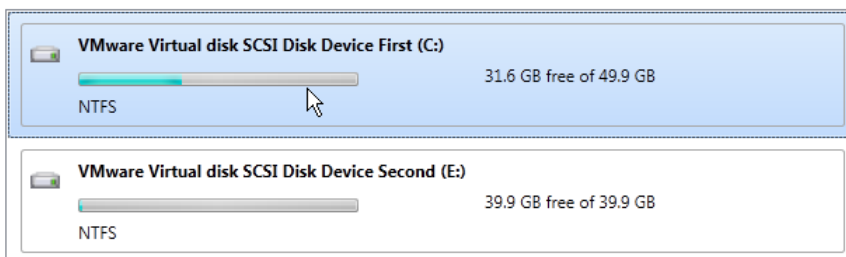 VMware Virtual disk SCSI Disk Device First (C:)
31.6 GB free of 49.9 GB
NTFS
VMware Virtual disk SCSI Disk Device Second (E:)
39.9 GB free of 39.9 GB
NTFS